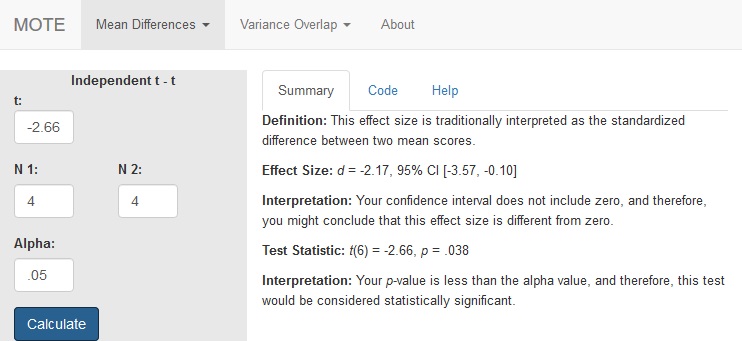 MOTE Mean Differences Variance Overlap About
Independent t - t
t:
-2.66
N 1: N 2:
4 4
Alpha:
.05
Calculate
Summary Code Help
Definition: This effect size is traditionally interpreted as the standardized
difference between two mean scores.
Effect Size: d = -2.17, 95% CI [-3.57, -0.10]
Interpretation: Your confidence interval does not include zero, and therefore,
you might conclude that this effect size is different from zero.
Test Statistic: t(6) = -2.66, p = .038
Interpretation: Your p-value is less than the alpha value, and therefore, this test
would be considered statistically significant.